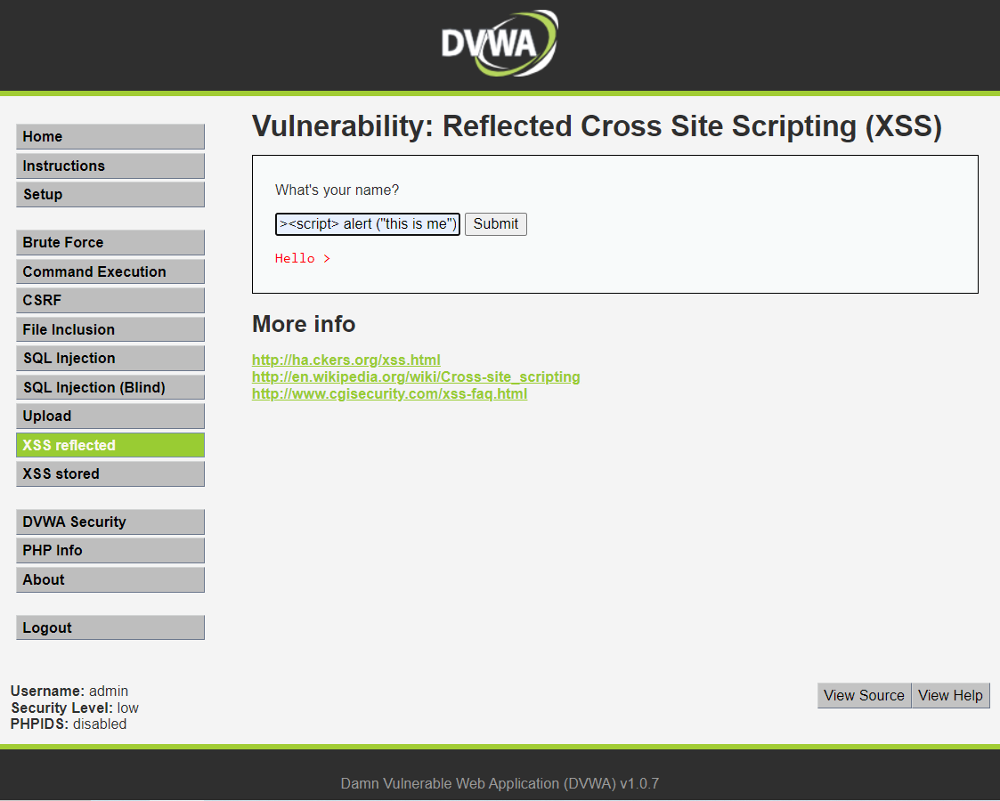 DVWA
Home
Instructions
Setup
Brute Force
Command Execution
CSRF
File Inclusion
SQL Injection
SQL Injection (Blind)
Upload
XSS reflected
XSS stored
DVWA Security
PHP Info
About
Logout
Vulnerability: Reflected Cross Site Scripting (XSS)
What's your name?
><script> alert ("this is me") Submit
Hello >
More info
http://ha.ckers.org/xss.html
http://en.wikipedia.org/wiki/Cross-site_scripting
http://www.cgisecurity.com/xss-faq.html
Username: admin
Security Level: low
PHPIDS: disabled
View Source View Help
Damn Vulnerable Web Application (DVWA) v1.0.7